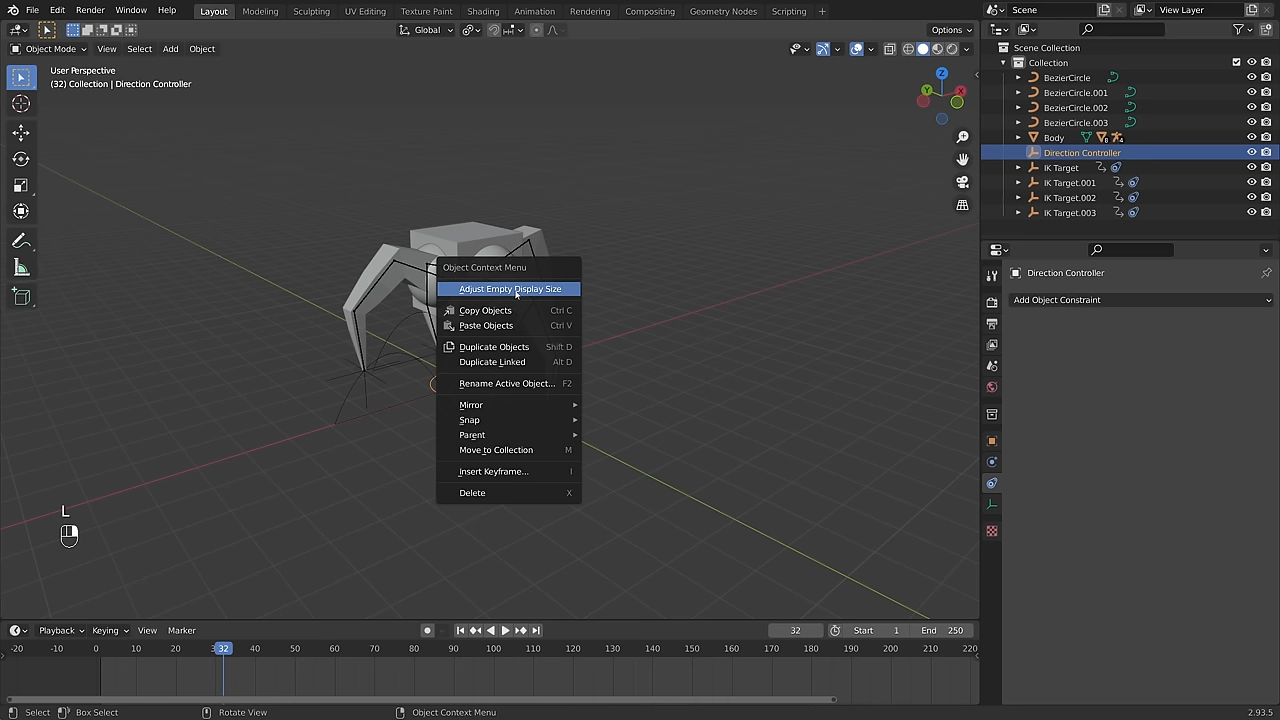 File Edit Render Window Help
Layout Modeling Sculpting UV Editing Texture Paint Shading Animation Rendering Compositing Geometry Nodes Scripting +
Scene
View Layer
Global
Options
Object Mode View Select Add Object
User Perspective
(32) Collection | Direction Controller
Z
Y
X
Scene Collection
Collection
BezierCircle
BezierCircle.001
BezierCircle.002
BezierCircle.003
Body
Direction Controller
IK Target
IK Target.001
IK Target.002
IK Target.003
Direction Controller
Add Object Constraint
Object Context Menu
Adjust Empty Display Size
Copy Objects Ctrl C
Paste Objects Ctrl V
Duplicate Objects Shift D
Duplicate Linked Alt D
Rename Active Object... F2
Mirror
Snap
Parent
Move to Collection M
Insert Keyframe... I
Delete X
L
Playback Keying View Marker
32 Start 1 End 250
-20 -10 0 10 20 32 40 50 60 70 80 90 100 110 120 130 140 150 160 170 180 190 200 210 220
Select Box Select Rotate View Object Context Menu 2.93.5